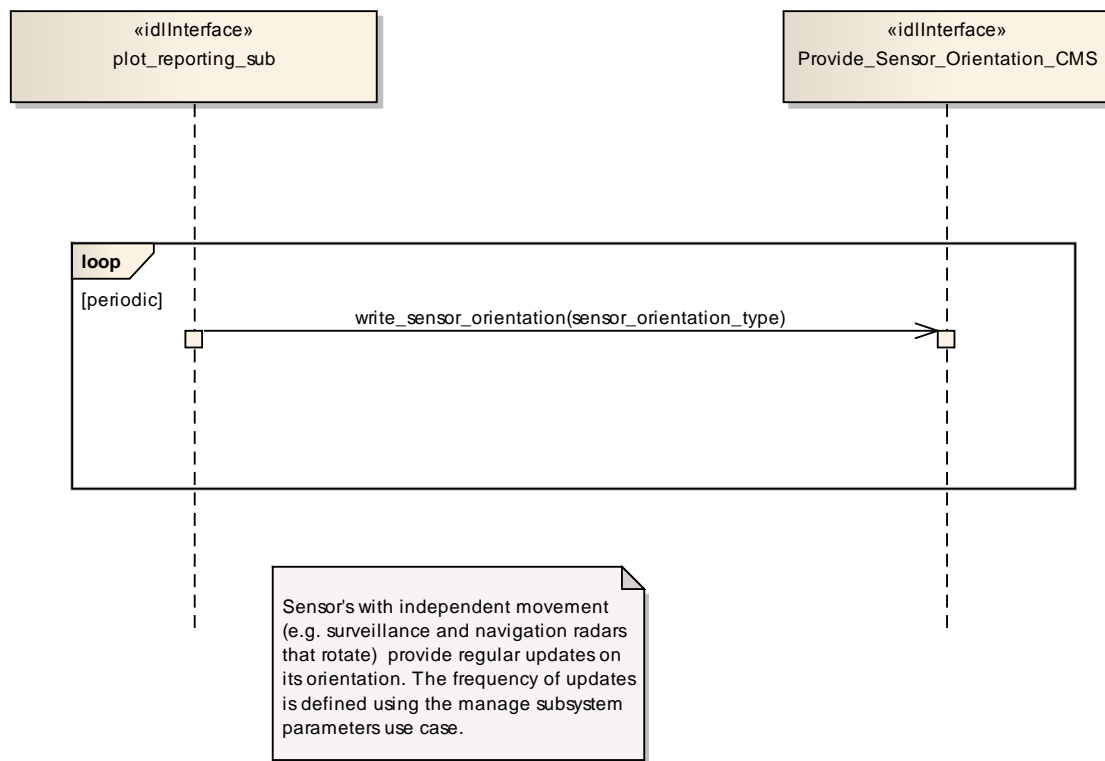 «idlInterface»
plot_reporting_sub
«idlInterface»
Provide_Sensor_Orientation_CMS
loop
[periodic]
write_sensor_orientation(sensor_orientation_type)
Sensor's with independent movement
(e.g. surveillance and navigation radars
that rotate)  provide regular updates on
its orientation. The frequency of updates
is defined using the manage subsystem
parameters use case.